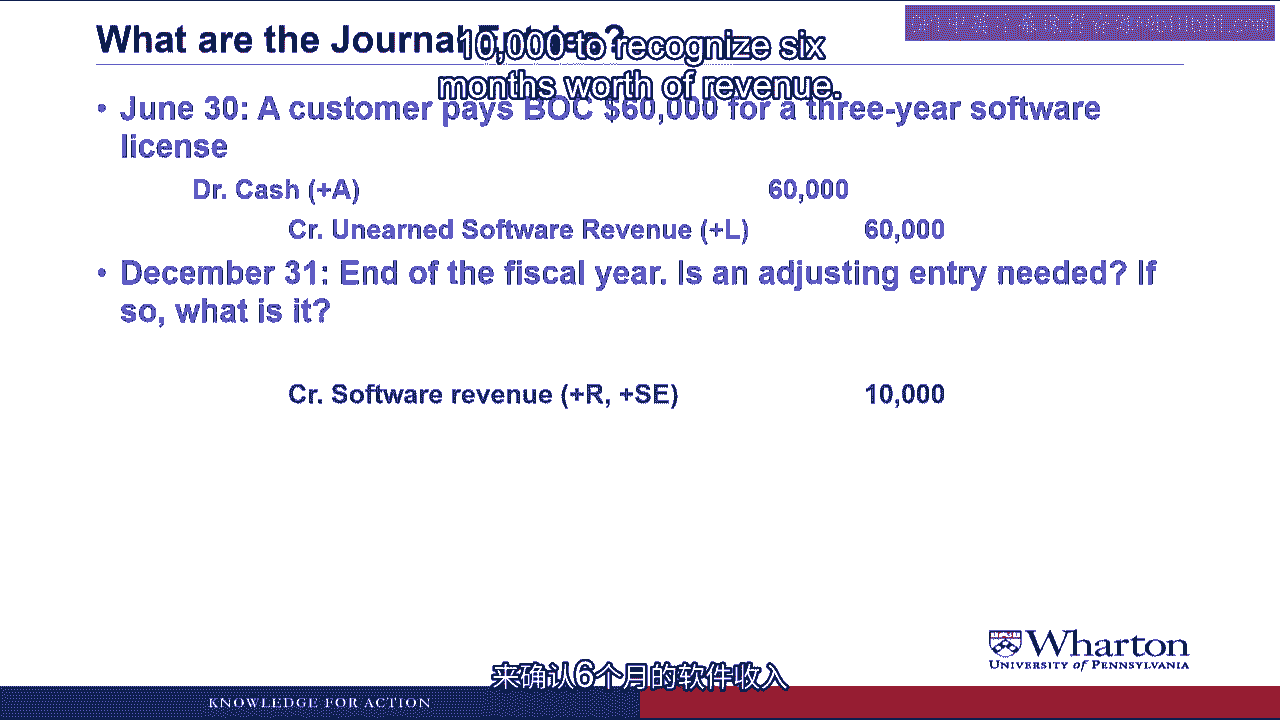 What are the Journal
10,000 to recognize six
months worth of revenue.
• June 30: A customer pays BOC $60,000 for a three-year software
license
Dr. Cash (+A) 60,000
Cr. Unearned Software Revenue (+L) 60,000
• December 31: End of the fiscal year. Is an adjusting entry needed? If
so, what is it?
Cr. Software revenue (+R, +SE) 10,000
Wharton
UNIVERSITY of PENNSYLVANIA
来确认6个月的软件收入
KNOWLEDGE FOR ACTION